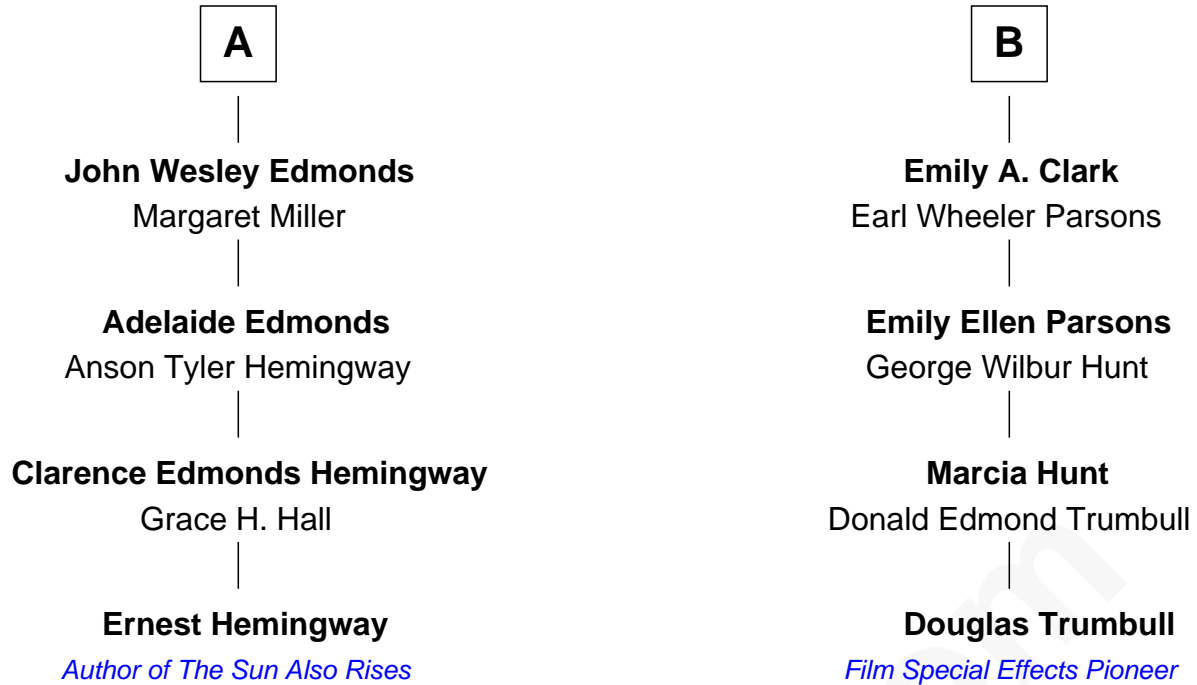 A
John Wesley Edmonds
Margaret Miller
Adelaide Edmonds
Anson Tyler Hemingway
Clarence Edmonds Hemingway
Grace H. Hall
Ernest Hemingway
Author of The Sun Also Rises
B
Emily A. Clark
Earl Wheeler Parsons
Emily Ellen Parsons
George Wilbur Hunt
Marcia Hunt
Donald Edmond Trumbull
Douglas Trumbull
Film Special Effects Pioneer